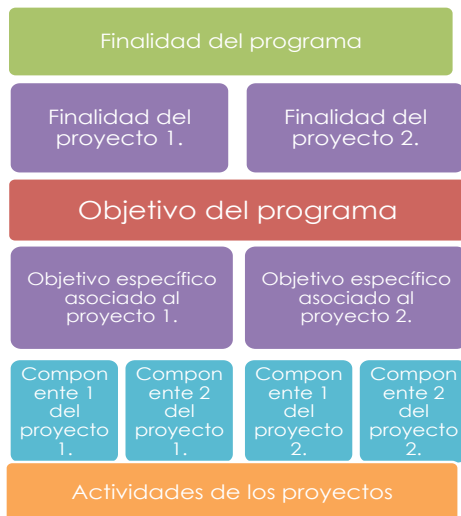 Finalidad del programa
Finalidad del
proyecto 1.
Finalidad del
proyecto 2.
Objetivo del programa
Objetivo específico
asociado al
proyecto 1.
Objetivo específico
asociado al
proyecto 2.
Compon
ente 1
del
proyecto
1.
Compon
ente 2
del
proyecto
1.
Compon
ente 1
del
proyecto
2.
Compon
ente 2
del
proyecto
2.
Actividades de los proyectos